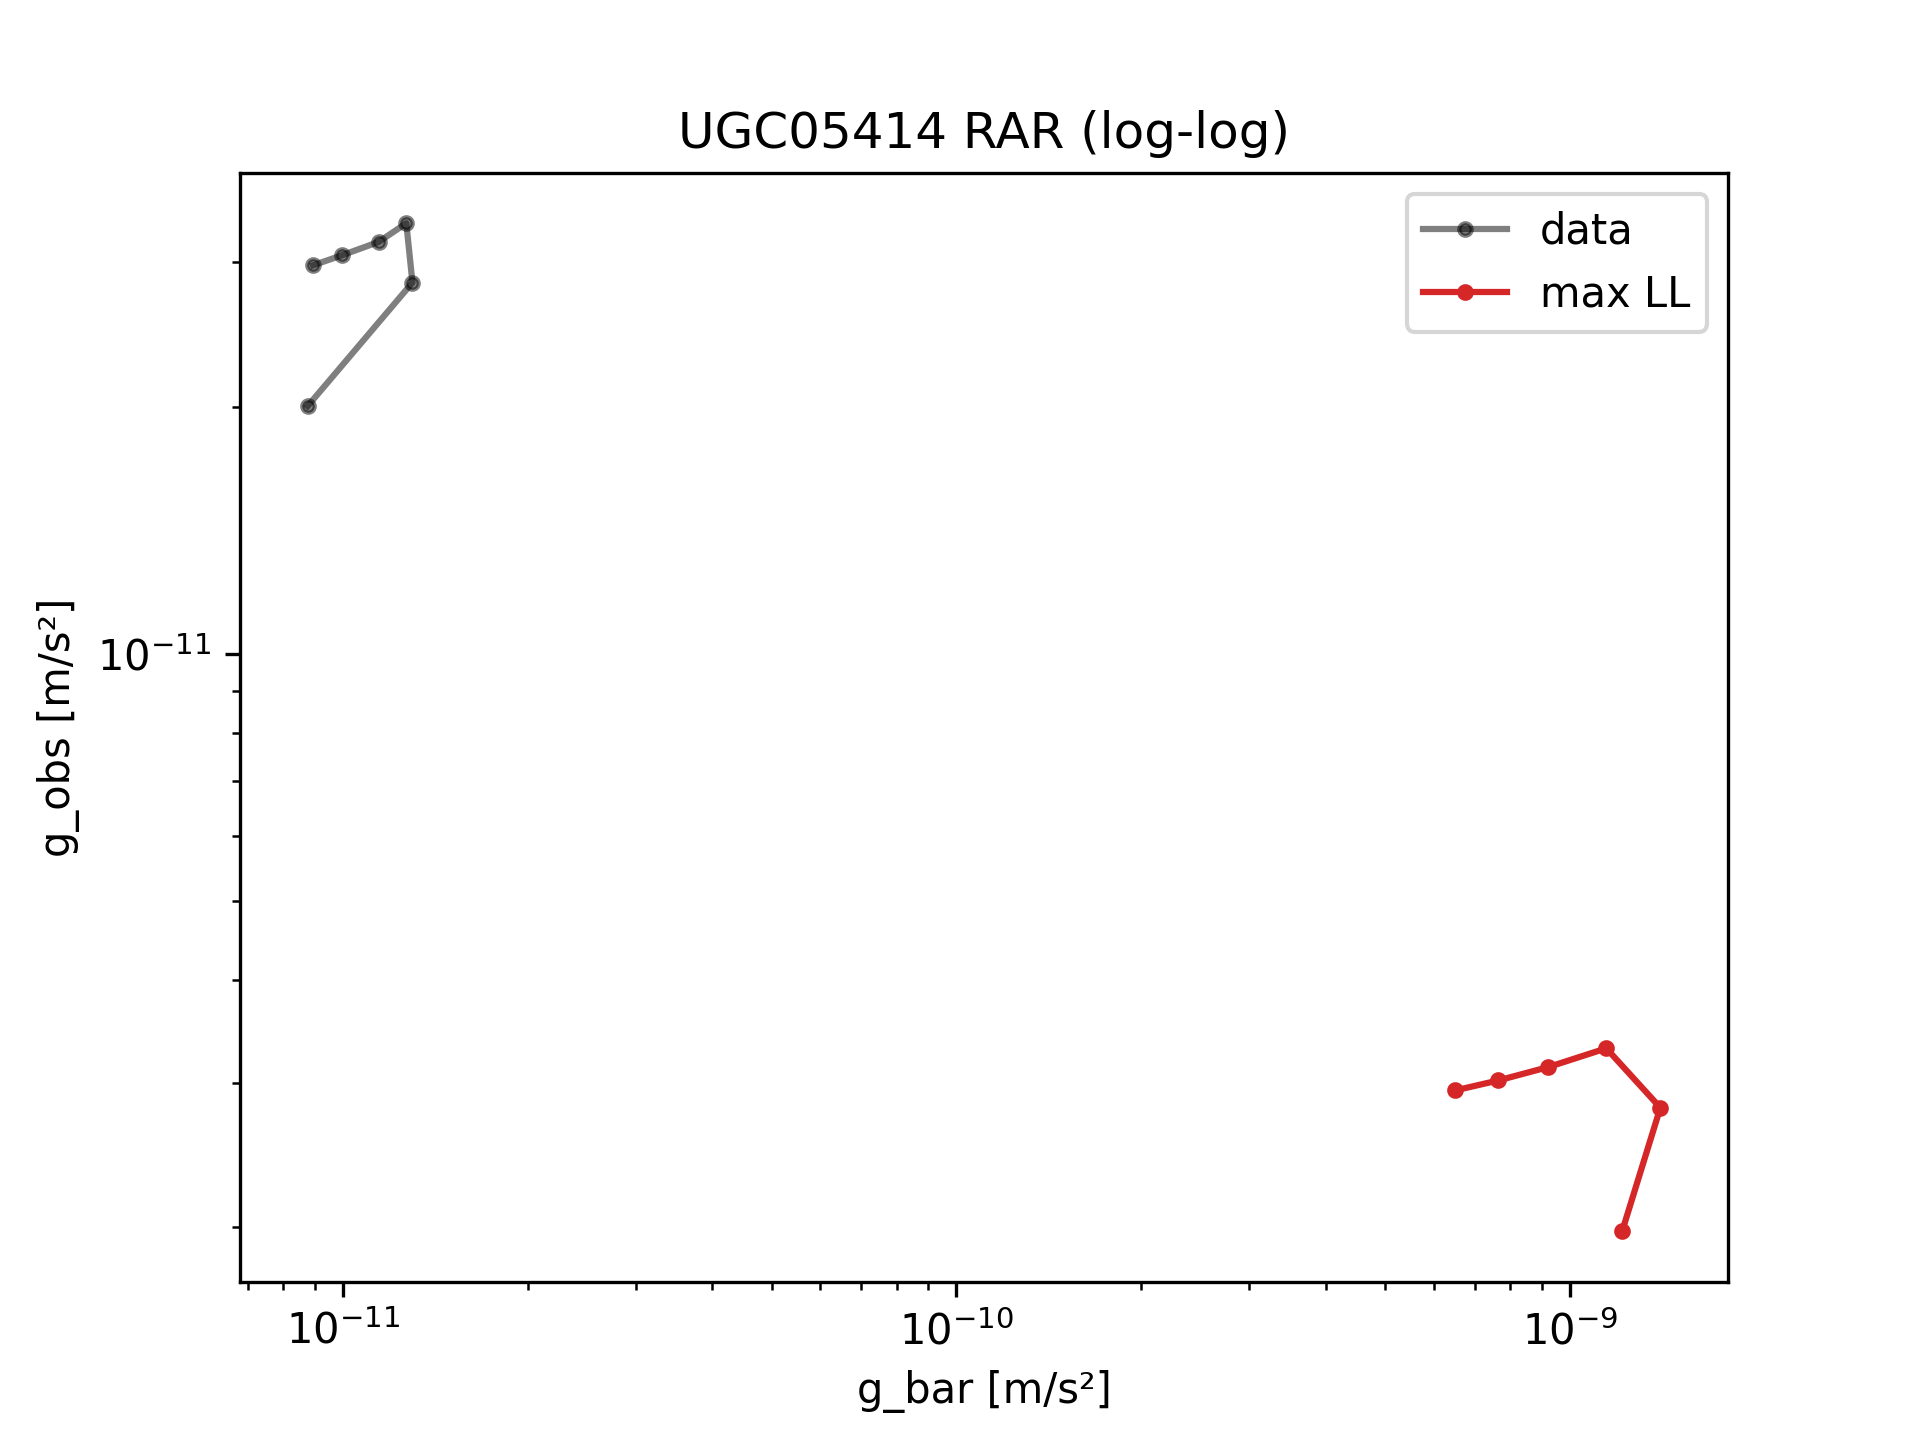 UGC05414 RAR (log-log)
data
max LL
g_obs [m/s²]
10⁻¹¹
10⁻¹¹
10⁻¹⁰
10⁻⁹
g_bar [m/s²]